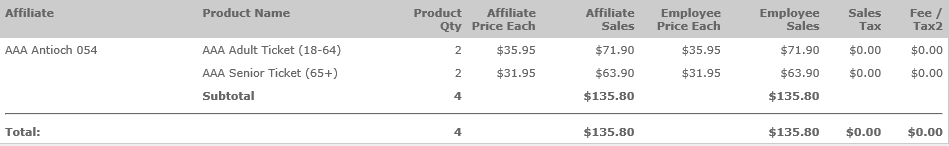 Affiliate Product Name Product Qty Affiliate Price Each Affiliate Sales Employee Price Each Employee Sales Sales Tax Fee / Tax2
AAA Antioch 054 AAA Adult Ticket (18-64) 2 $35.95 $71.90 $35.95 $71.90 $0.00 $0.00
AAA Senior Ticket (65+) 2 $31.95 $63.90 $31.95 $63.90 $0.00 $0.00
Subtotal 4 $135.80 $135.80
Total: 4 $135.80 $135.80 $0.00 $0.00